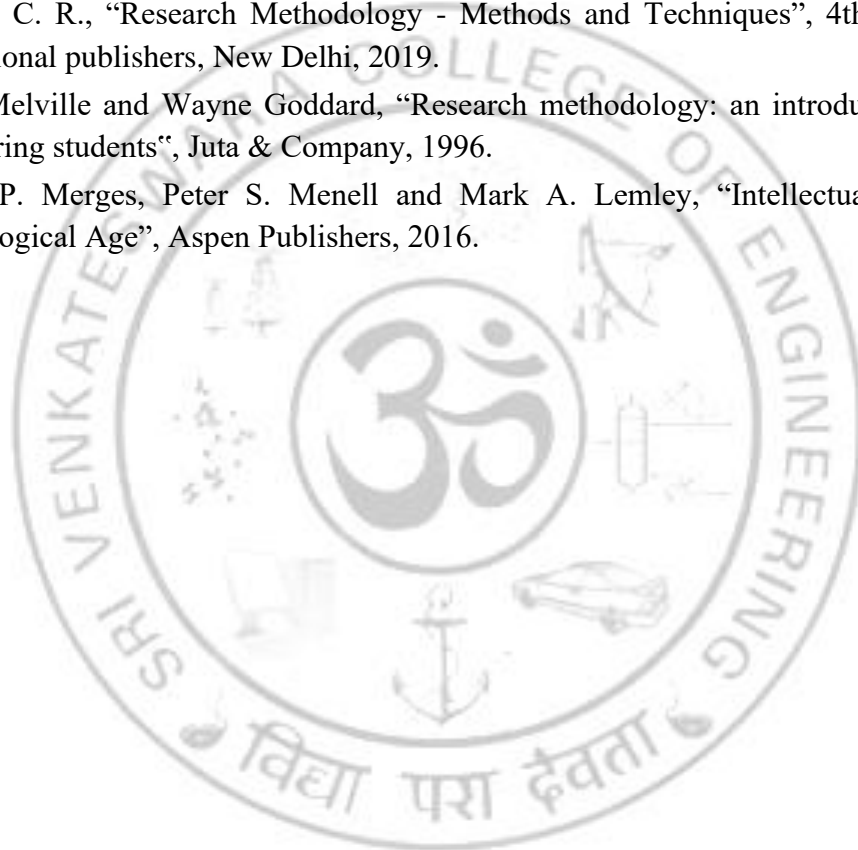 C. R., “Research Methodology - Methods and Techniques”, 4th
ional publishers, New Delhi, 2019.
Melville and Wayne Goddard, “Research methodology: an introdu
ring students‟, Juta & Company, 1996.
P. Merges, Peter S. Menell and Mark A. Lemley, “Intellectua
logical Age”, Aspen Publishers, 2016.
SRI VENKATESWARA COLLEGE OF ENGINEERING
ॐ
विद्या परा दैवता